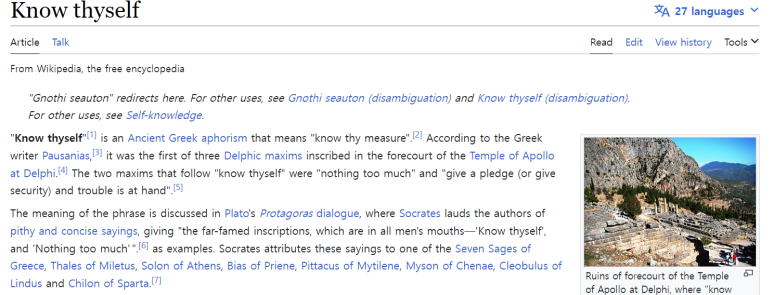 Know thyself
27 languages
Article Talk
Read Edit View history Tools
From Wikipedia, the free encyclopedia
"Gnothi seauton" redirects here. For other uses, see Gnothi seauton (disambiguation) and Know thyself (disambiguation).
For other uses, see Self-knowledge.
"Know thyself"[1] is an Ancient Greek aphorism that means "know thy measure".[2] According to the Greek
writer Pausanias,[3] it was the first of three Delphic maxims inscribed in the forecourt of the Temple of Apollo
at Delphi.[4] The two maxims that follow "know thyself" were "nothing too much" and "give a pledge (or give
security) and trouble is at hand".[5]
The meaning of the phrase is discussed in Plato's Protagoras dialogue, where Socrates lauds the authors of
pithy and concise sayings, giving "the far-famed inscriptions, which are in all men's mouths—'Know thyself',
and 'Nothing too much'".[6] as examples. Socrates attributes these sayings to one of the Seven Sages of
Greece, Thales of Miletus, Solon of Athens, Bias of Priene, Pittacus of Mytilene, Myson of Chenae, Cleobulus of
Lindus and Chilon of Sparta.[7]
Ruins of forecourt of the Temple
of Apollo at Delphi, where "know